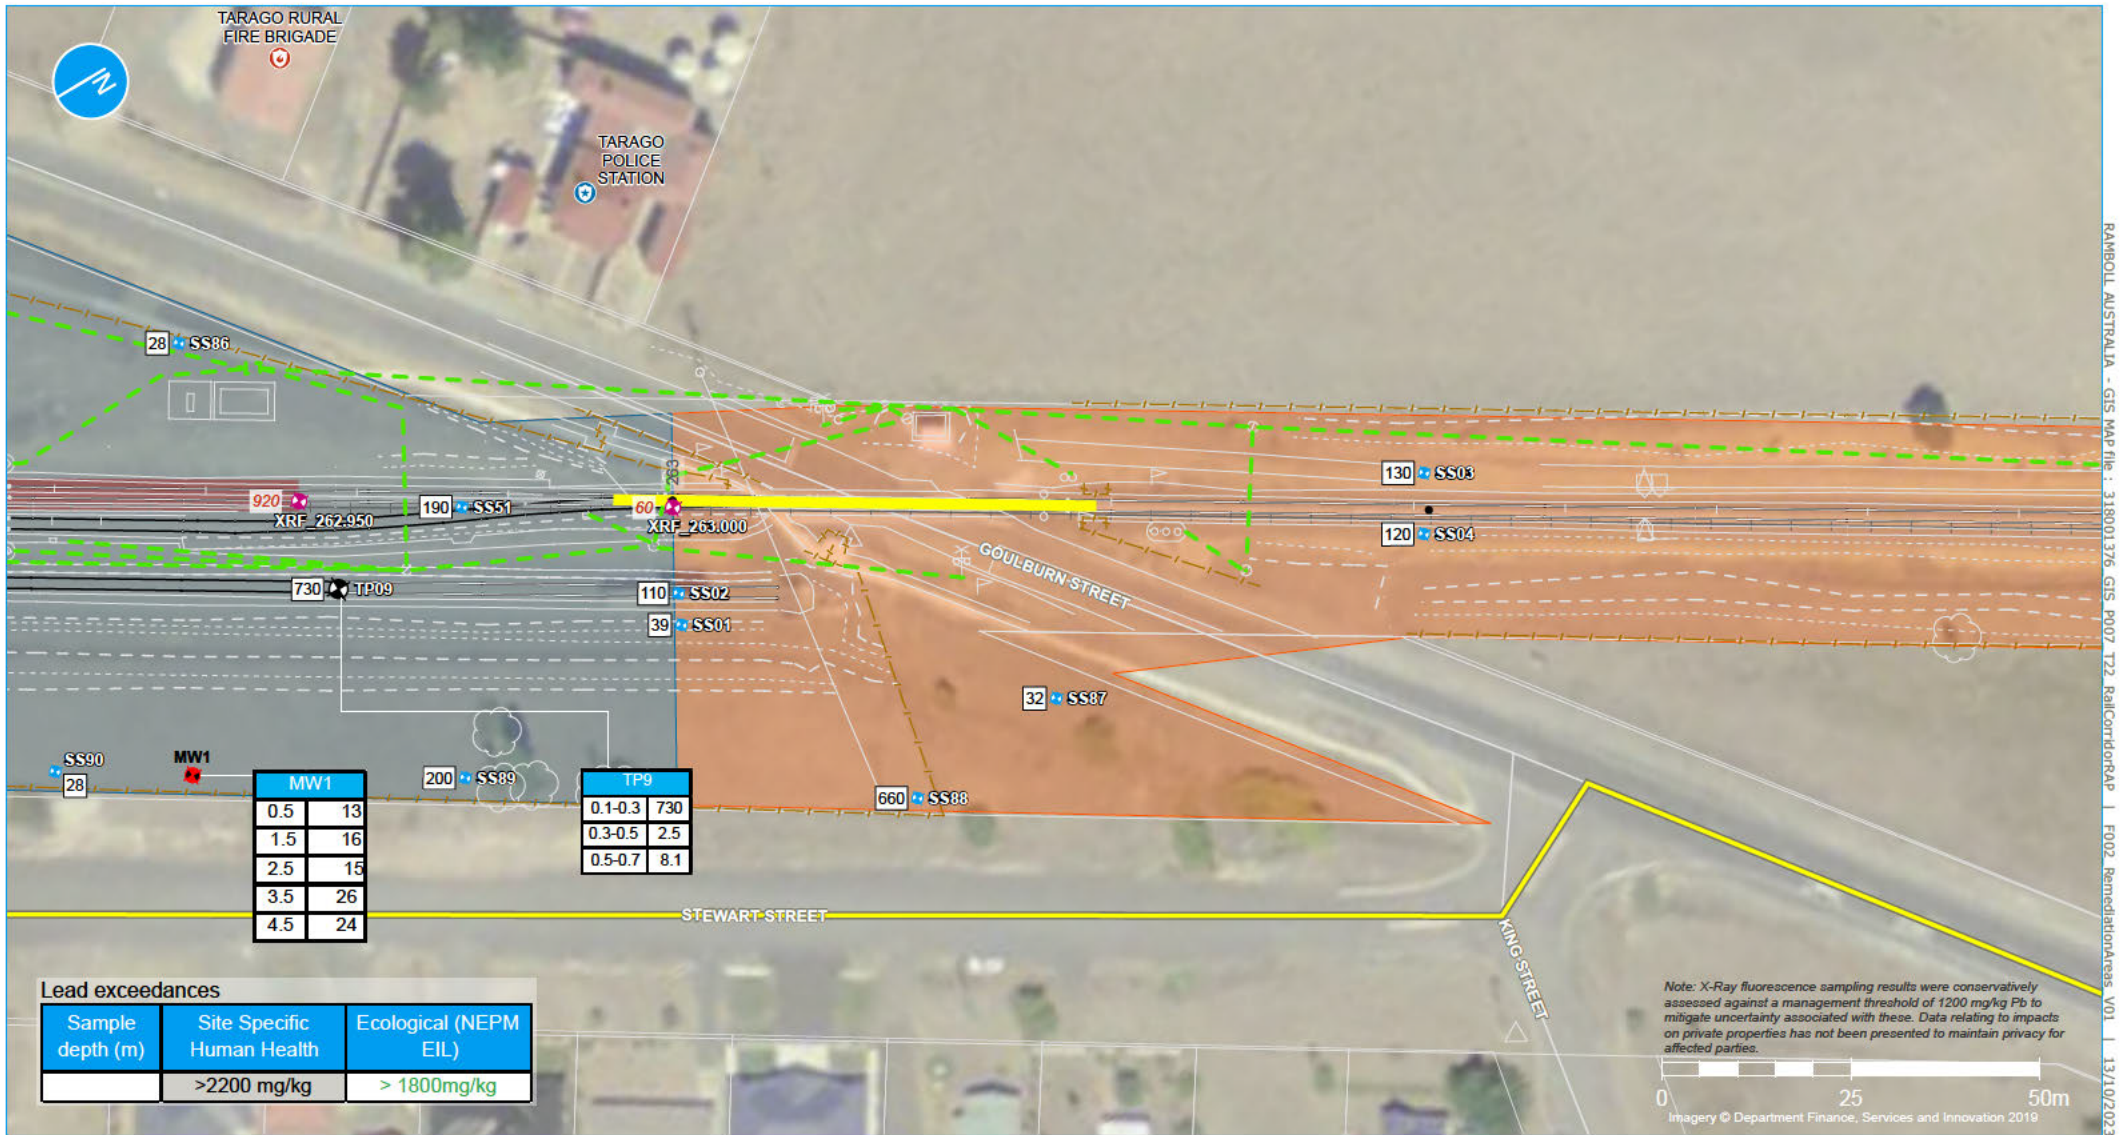 TARAGO RURAL
FIRE BRIGADE
TARAGO
POLICE
STATION
28 SS86
263
130 SS03
920
XRF_262.950
190 SS51
60
XRF_263.000
120 SS04
GOULBURN STREET
730 TP09
110 SS02
39 SS01
32 SS87
SS90
28
MW1
200 SS89
660 SS88
MW1
0.5 13
1.5 16
2.5 15
3.5 26
4.5 24
TP9
0.1-0.3 730
0.3-0.5 2.5
0.5-0.7 8.1
STEWART STREET
KING STREET
Lead exceedances
Sample depth (m) Site Specific Human Health Ecological (NEPM EIL)
>2200 mg/kg > 1800mg/kg
Note: X-Ray fluorescence sampling results were conservatively
assessed against a management threshold of 1200 mg/kg Pb to
mitigate uncertainty associated with these. Data relating to impacts
on private properties has not been presented to maintain privacy for
affected parties.
0 25 50m
Imagery © Department Finance, Services and Innovation 2019
RAMBOLL AUSTRALIA - GIS MAP file : 318001376_GIS_P007_T22_RailCorridorRAP | F002_RemediationAreas_V01 | 13/10/2023